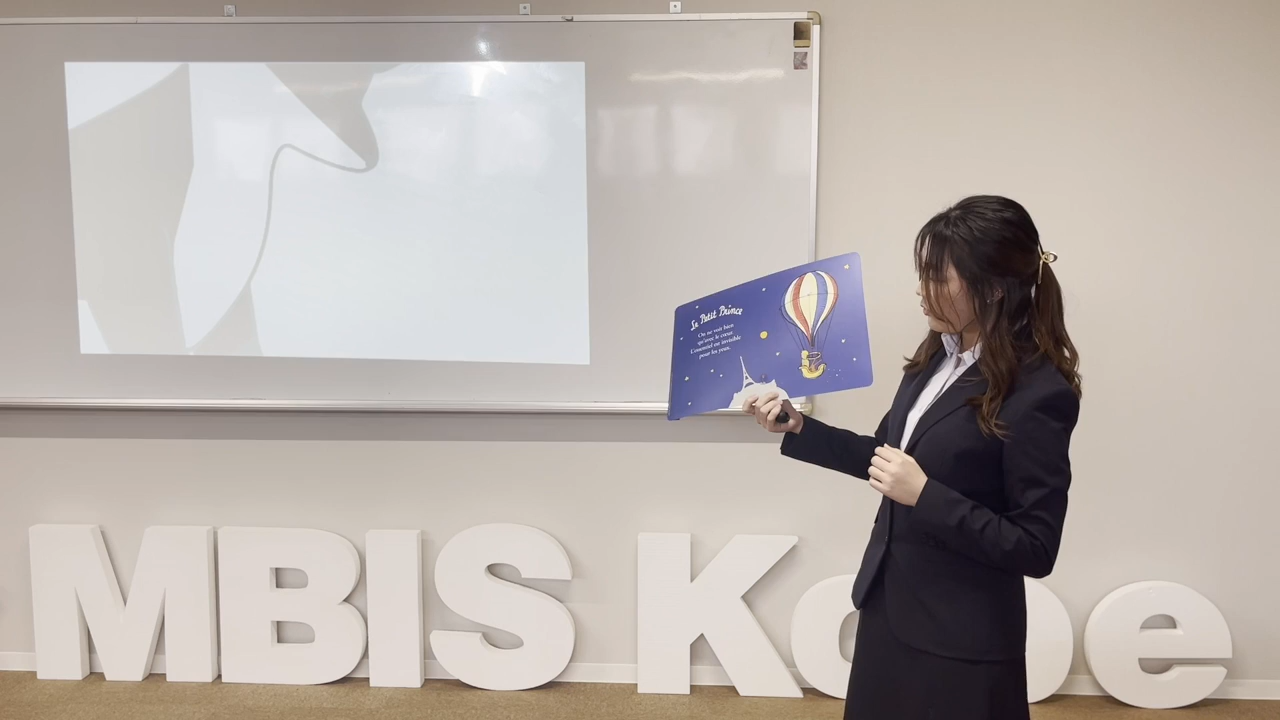 Le Petit Prince
On ne voit bien
qu'avec le cœur
L'essentiel est invisible
pour les yeux.
MBIS Kobe